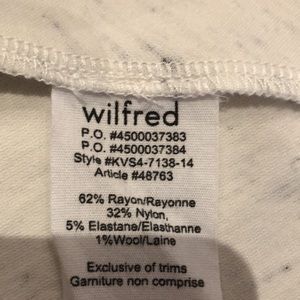 wilfred
P.O. #4500037383
P.O. #4500037384
Style #KVS4-7138-14
Article #48763
62% Rayon/Rayonne
32% Nylon,
5% Elastane/Elasthanne
1%Wool/Laine
Exclusive of trims
Garniture non comprise